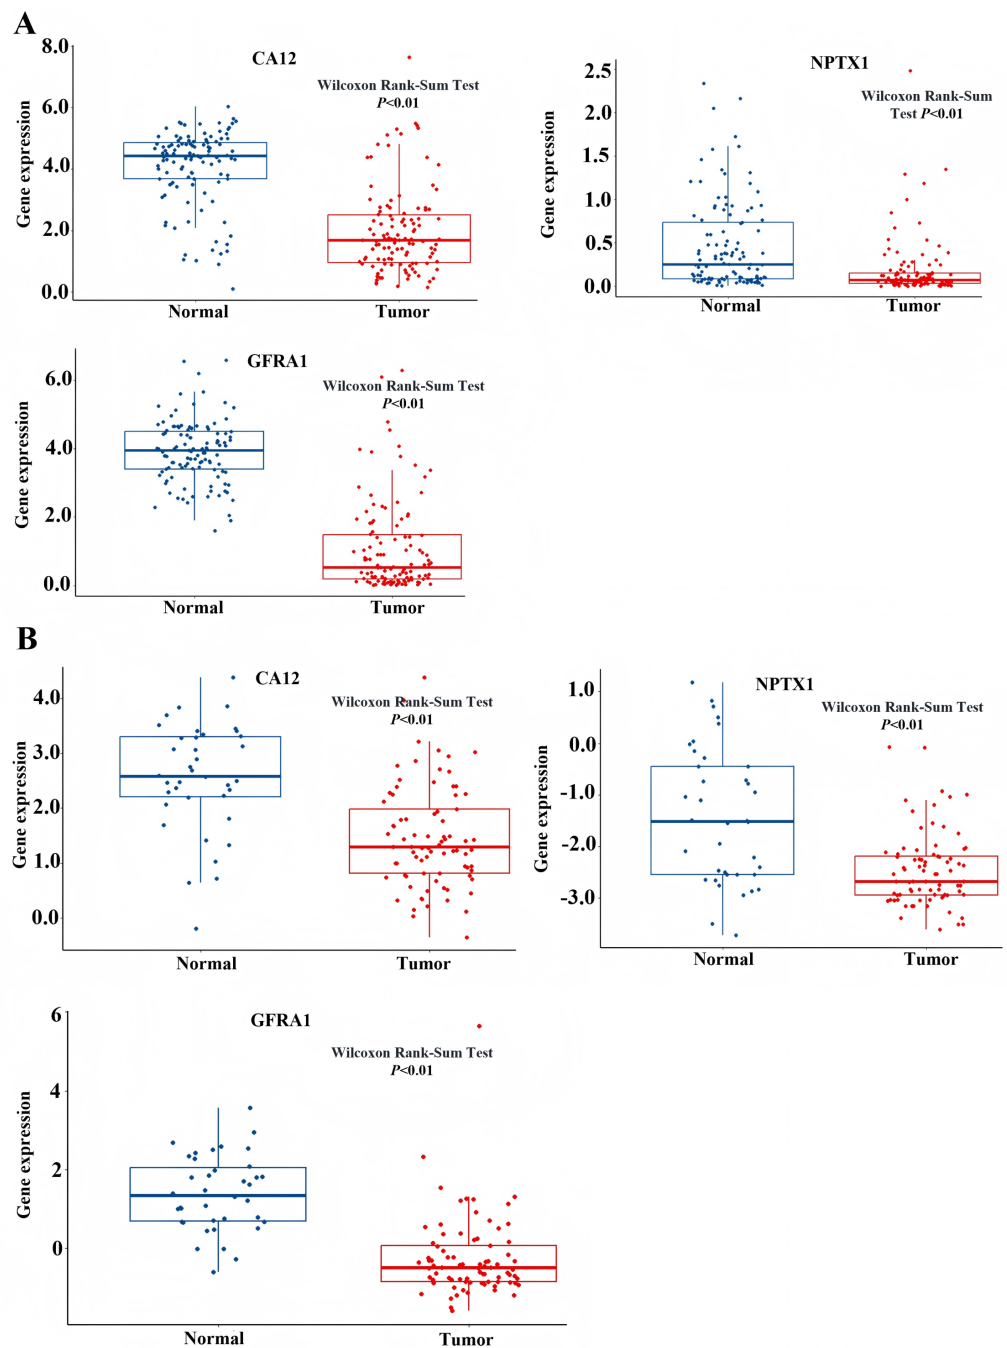 A
CA12
Wilcoxon Rank-Sum Test
P<0.01
Gene expression
8.0
6.0
4.0
2.0
0.0
Normal
Tumor
NPTX1
Wilcoxon Rank-Sum
Test P<0.01
Gene expression
2.5
2.0
1.5
1.0
0.5
0.0
Normal
Tumor
GFRA1
Wilcoxon Rank-Sum Test
P<0.01
Gene expression
6.0
4.0
2.0
0.0
Normal
Tumor
B
CA12
Wilcoxon Rank-Sum Test
P<0.01
Gene expression
4.0
3.0
2.0
1.0
0.0
Normal
Tumor
NPTX1
Wilcoxon Rank-Sum Test
P<0.01
Gene expression
1.0
0.0
-1.0
-2.0
-3.0
Normal
Tumor
GFRA1
Wilcoxon Rank-Sum Test
P<0.01
Gene expression
6
4
2
0
Normal
Tumor